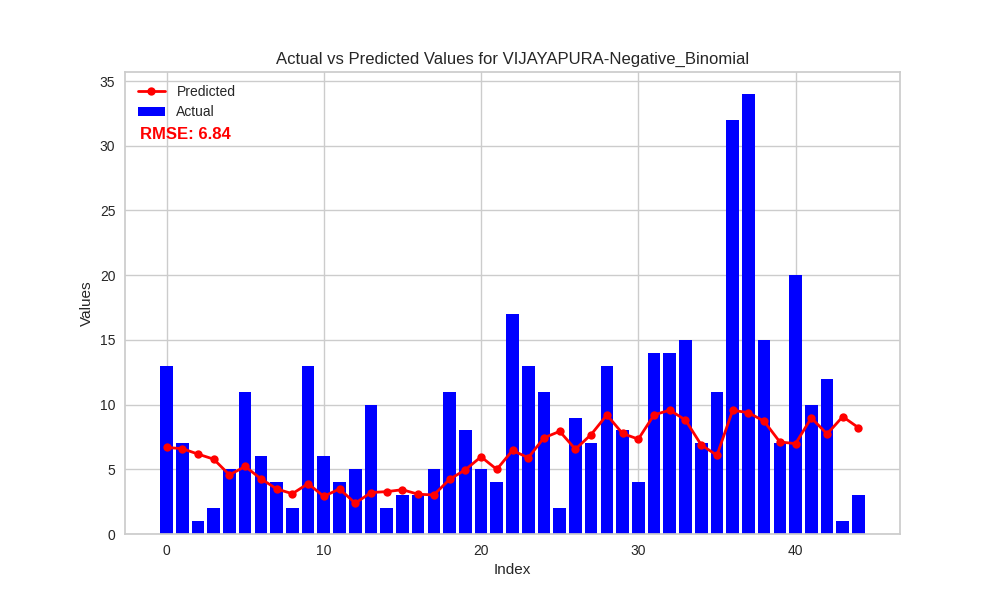 Actual vs Predicted Values for VIJAYAPURA-Negative_Binomial
Predicted
Actual
RMSE: 6.84
35
30
25
20
15
10
5
0
Values
0 10 20 30 40
Index